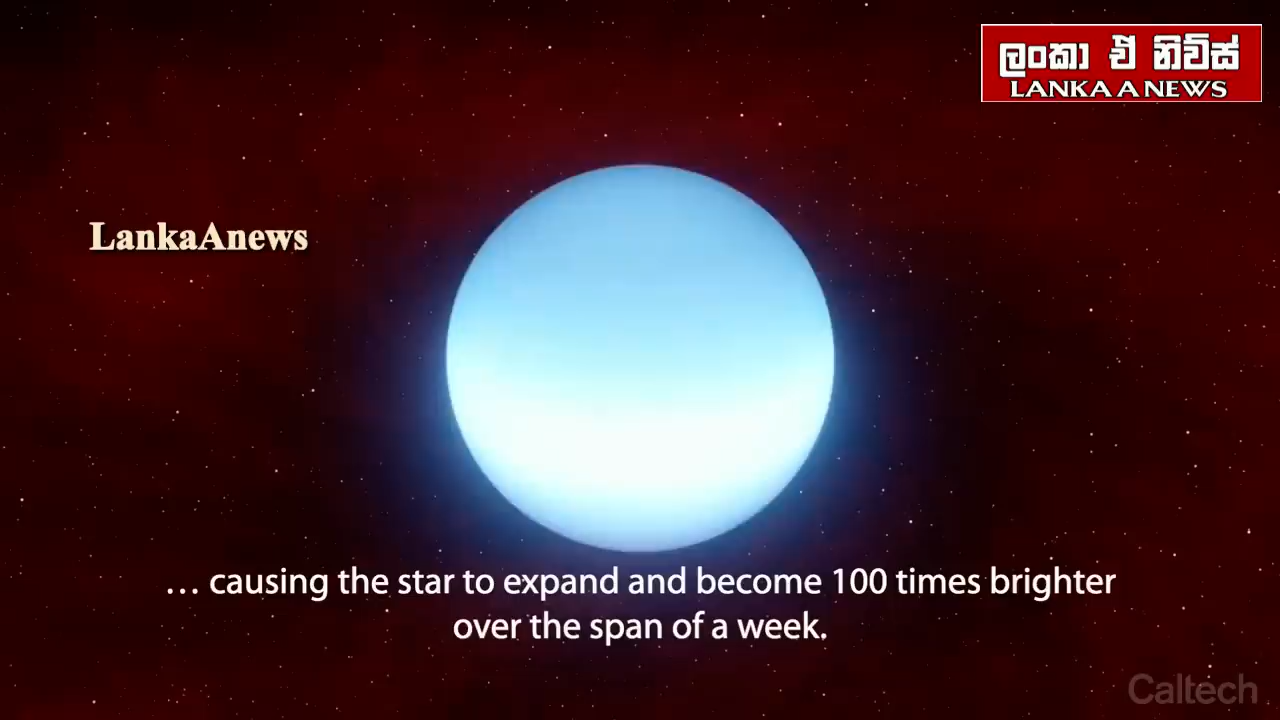 ලංකා ඒ නිව්ස්
LANKA A NEWS
LankaAnews
... causing the star to expand and become 100 times brighter
over the span of a week.
Caltech